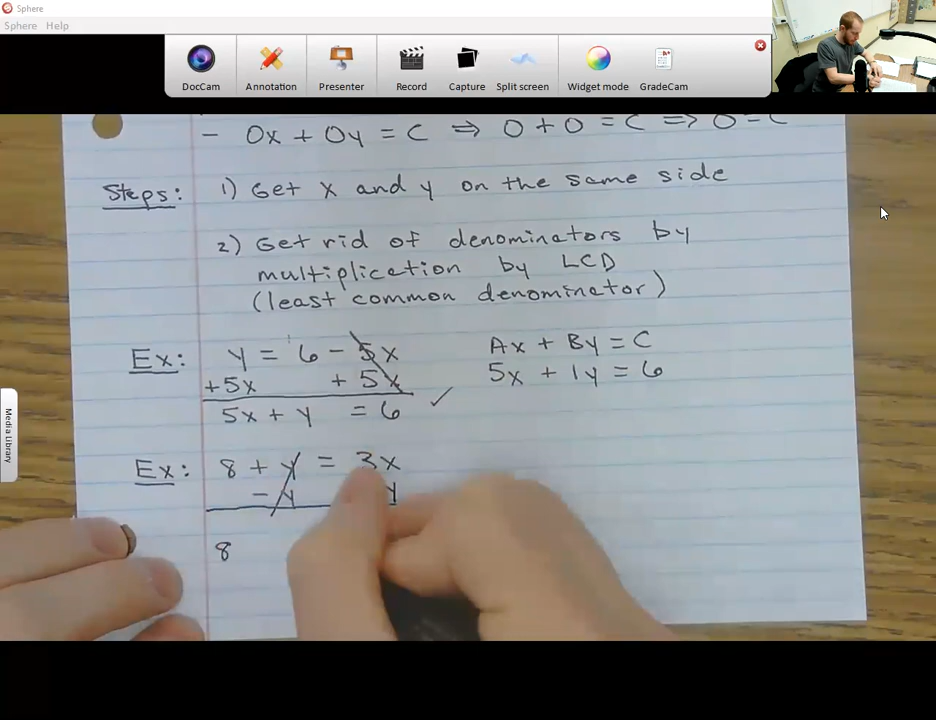 Sphere
Sphere Help
DocCam Annotation Presenter Record Capture Split screen Widget mode GradeCam
Media Library
- 0x + 0y = C ⇒ 0 + 0 = C ⇒ 0 = C
Steps: 1) Get x and y on the same side
2) Get rid of denominators by
multiplication by LCD
(least common denominator)
Ex: y = 6 - 5x Ax + By = C
+5x + 5x 5x + 1y = 6
5x + y = 6 ✓
Ex: 8 + y = 3x
- y y
8